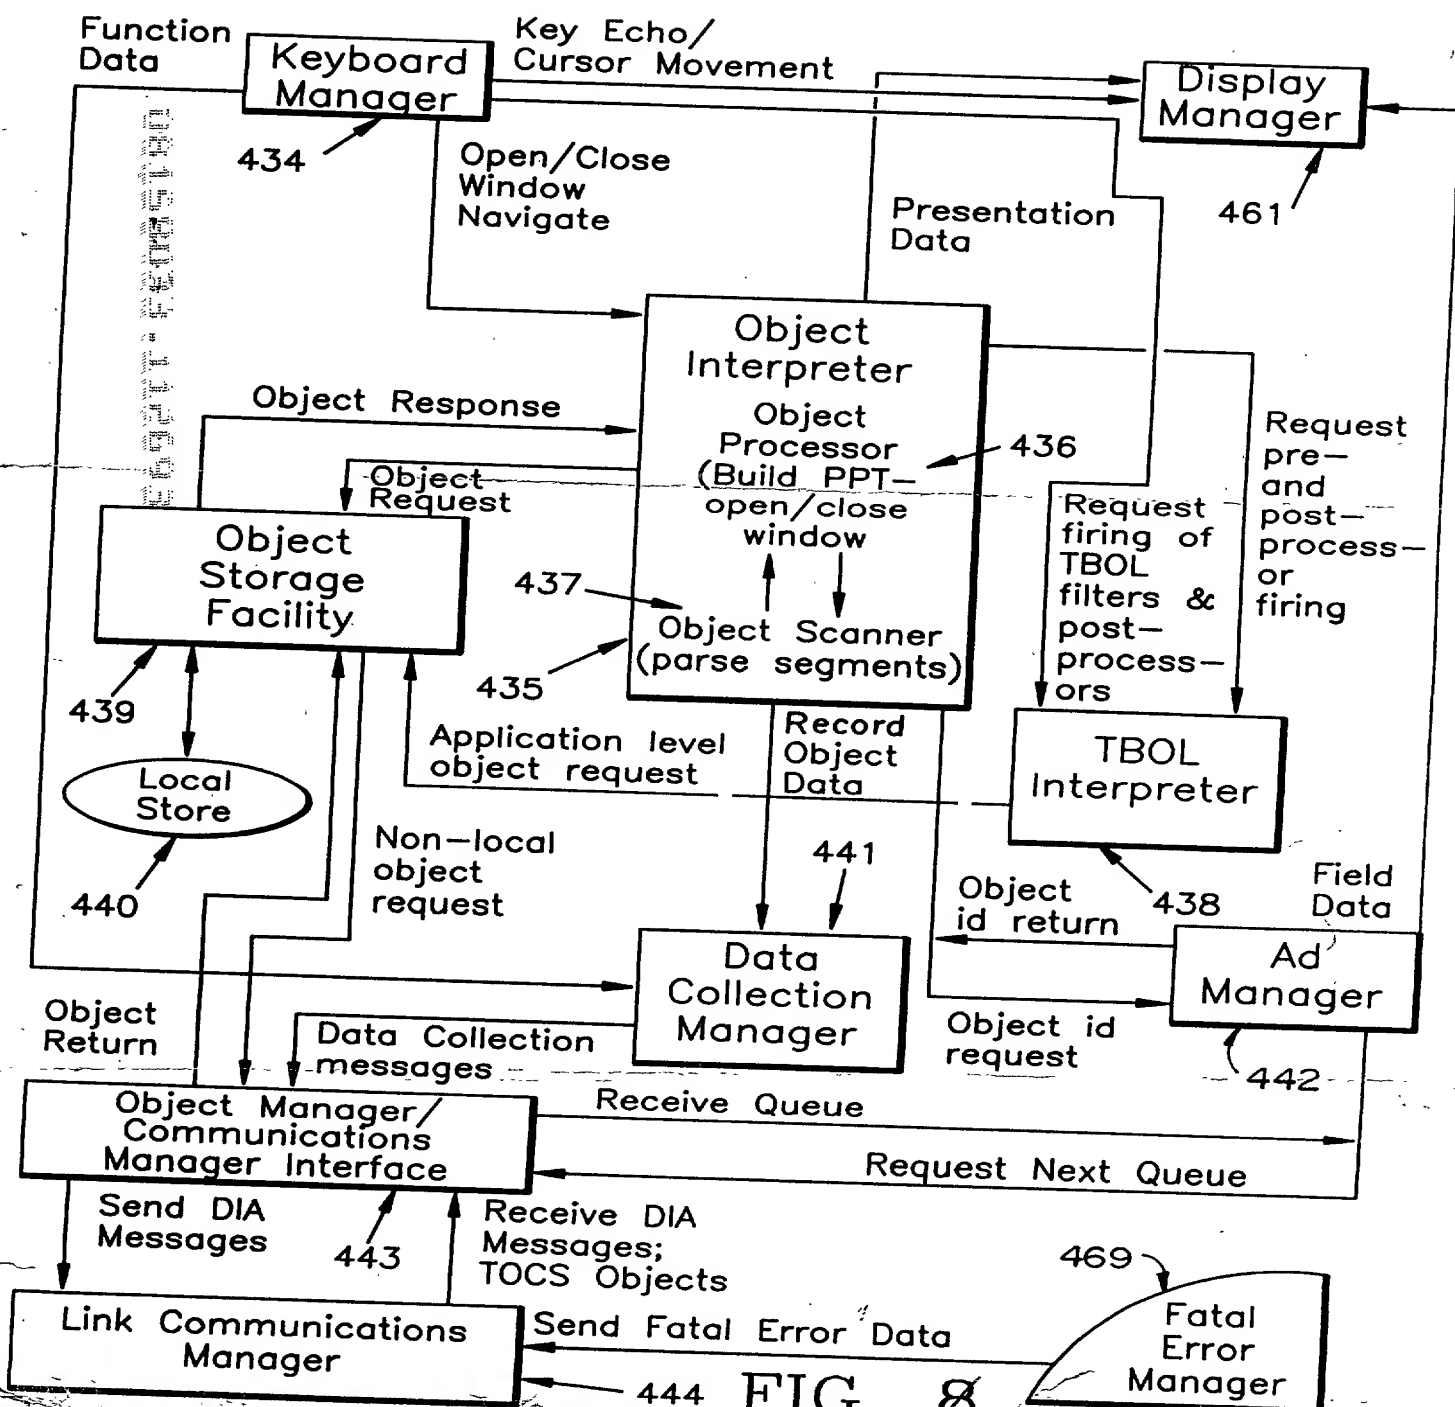 Function
Data
Keyboard
Manager
434
Key Echo/
Cursor Movement
Display
Manager
461
Open/Close
Window
Navigate
Presentation
Data
Object
Interpreter
Object
Processor
(Build PPT-
open/close
window
436
437
Object Scanner
(parse segments)
435
Object Response
Object
Request
Object
Storage
Facility
439
Local
Store
440
Request
pre-
and
post-
process-
or
firing
Request
firing of
TBOL
filters &
post-
process-
ors
TBOL
Interpreter
438
Application level
object request
Record
Object
Data
441
Non-local
object
request
Object
id return
Field
Data
Ad
Manager
442
Data
Collection
Manager
Object id
request
Object
Return
Data Collection
messages
Object Manager/
Communications
Manager Interface
443
Receive Queue
Request Next Queue
Send DIA
Messages
Receive DIA
Messages;
TOCS Objects
Link Communications
Manager
444
Send Fatal Error Data
469
Fatal
Error
Manager
FIG. 8